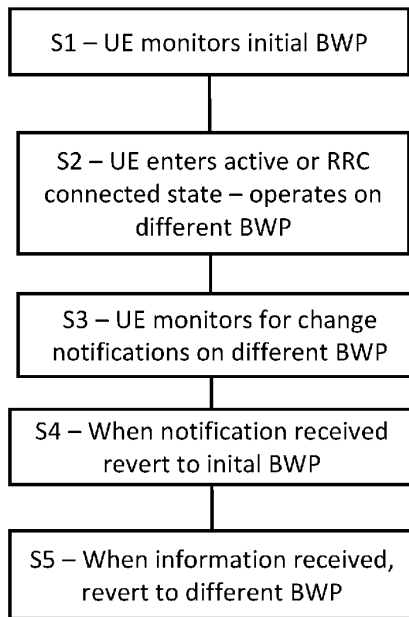 S1 – UE monitors initial BWP
S2 – UE enters active or RRC
connected state – operates on
different BWP
S3 – UE monitors for change
notifications on different BWP
S4 – When notification received
revert to inital BWP
S5 – When information received,
revert to different BWP